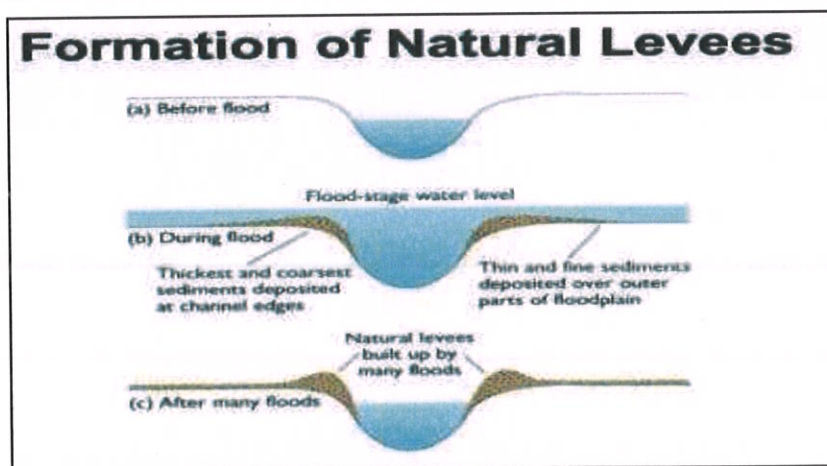 Formation of Natural Levees
(a) Before flood
Flood-stage water level
(b) During flood
Thickest and coarsest
sediments deposited
at channel edges
Thin and fine sediments
deposited over outer
parts of floodplain
Natural levees
built up by
many floods
(c) After many floods